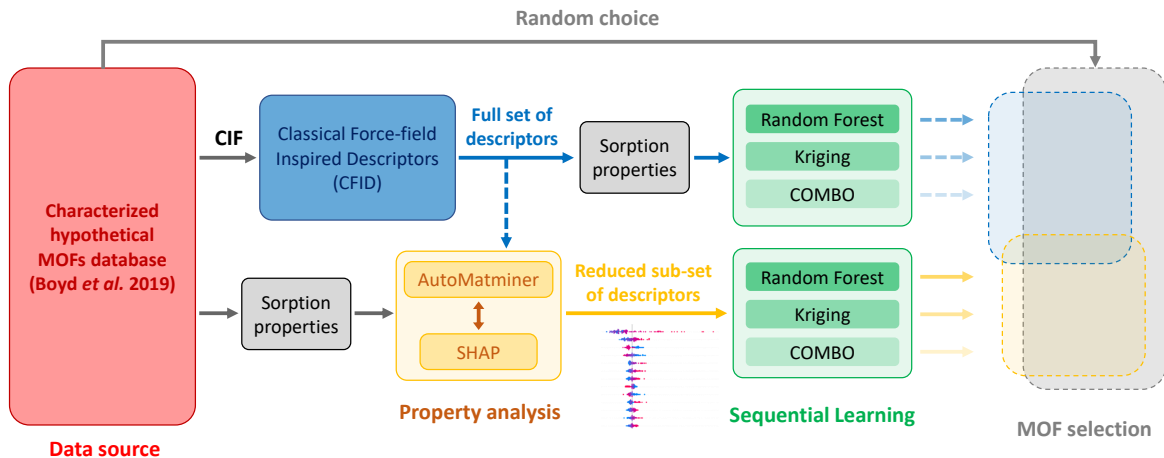 Random choice
CIF
Classical Force-field
Inspired Descriptors
(CFID)
Full set of
descriptors
Sorption
properties
Random Forest
Kriging
COMBO
Characterized
hypothetical
MOFs database
(Boyd et al. 2019)
Sorption
properties
AutoMatminer
SHAP
Reduced sub-set
of descriptors
Random Forest
Kriging
COMBO
Property analysis
Sequential Learning
MOF selection
Data source